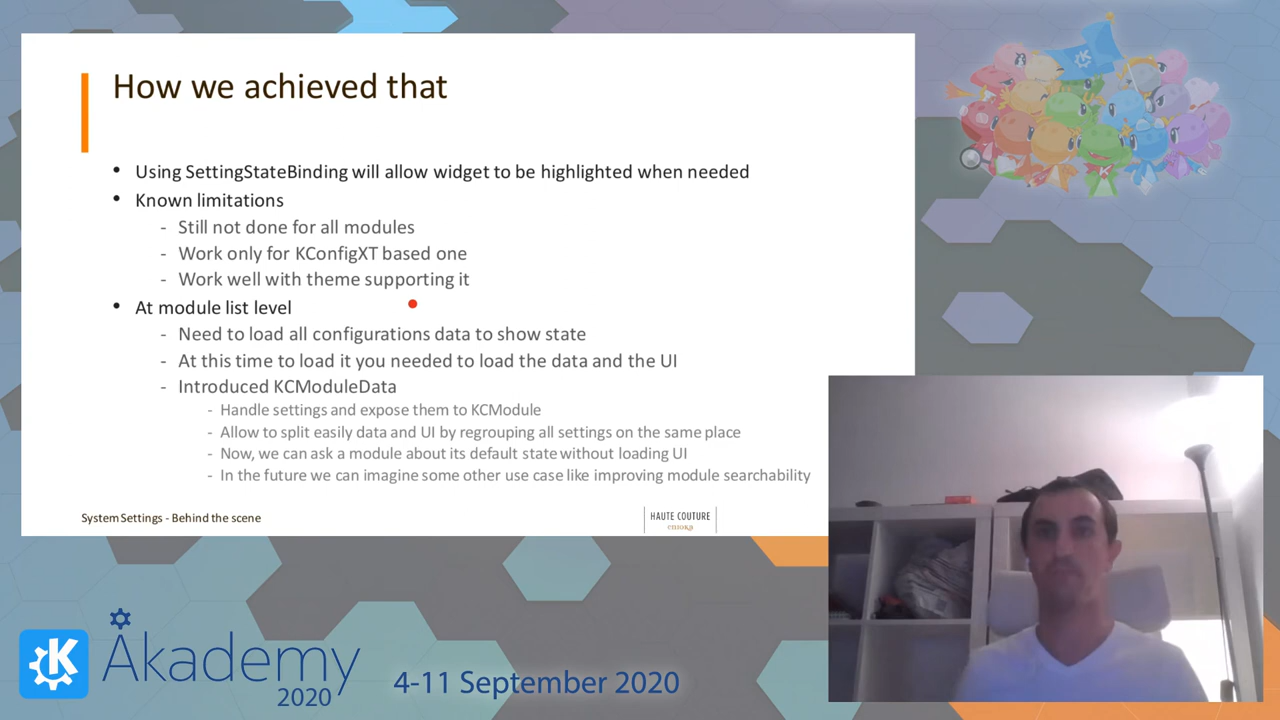 How we achieved that
• Using SettingStateBinding will allow widget to be highlighted when needed
• Known limitations
- Still not done for all modules
- Work only for KConfigXT based one
- Work well with theme supporting it
• At module list level
- Need to load all configurations data to show state
- At this time to load it you needed to load the data and the UI
- Introduced KCModuleData
- Handle settings and expose them to KCModule
- Allow to split easily data and UI by regrouping all settings on the same place
- Now, we can ask a module about its default state without loading UI
- In the future we can imagine some other use case like improving module searchability
SystemSettings - Behind the scene
HAUTE COUTURE
enioka
Akademy
2020
4-11 September 2020